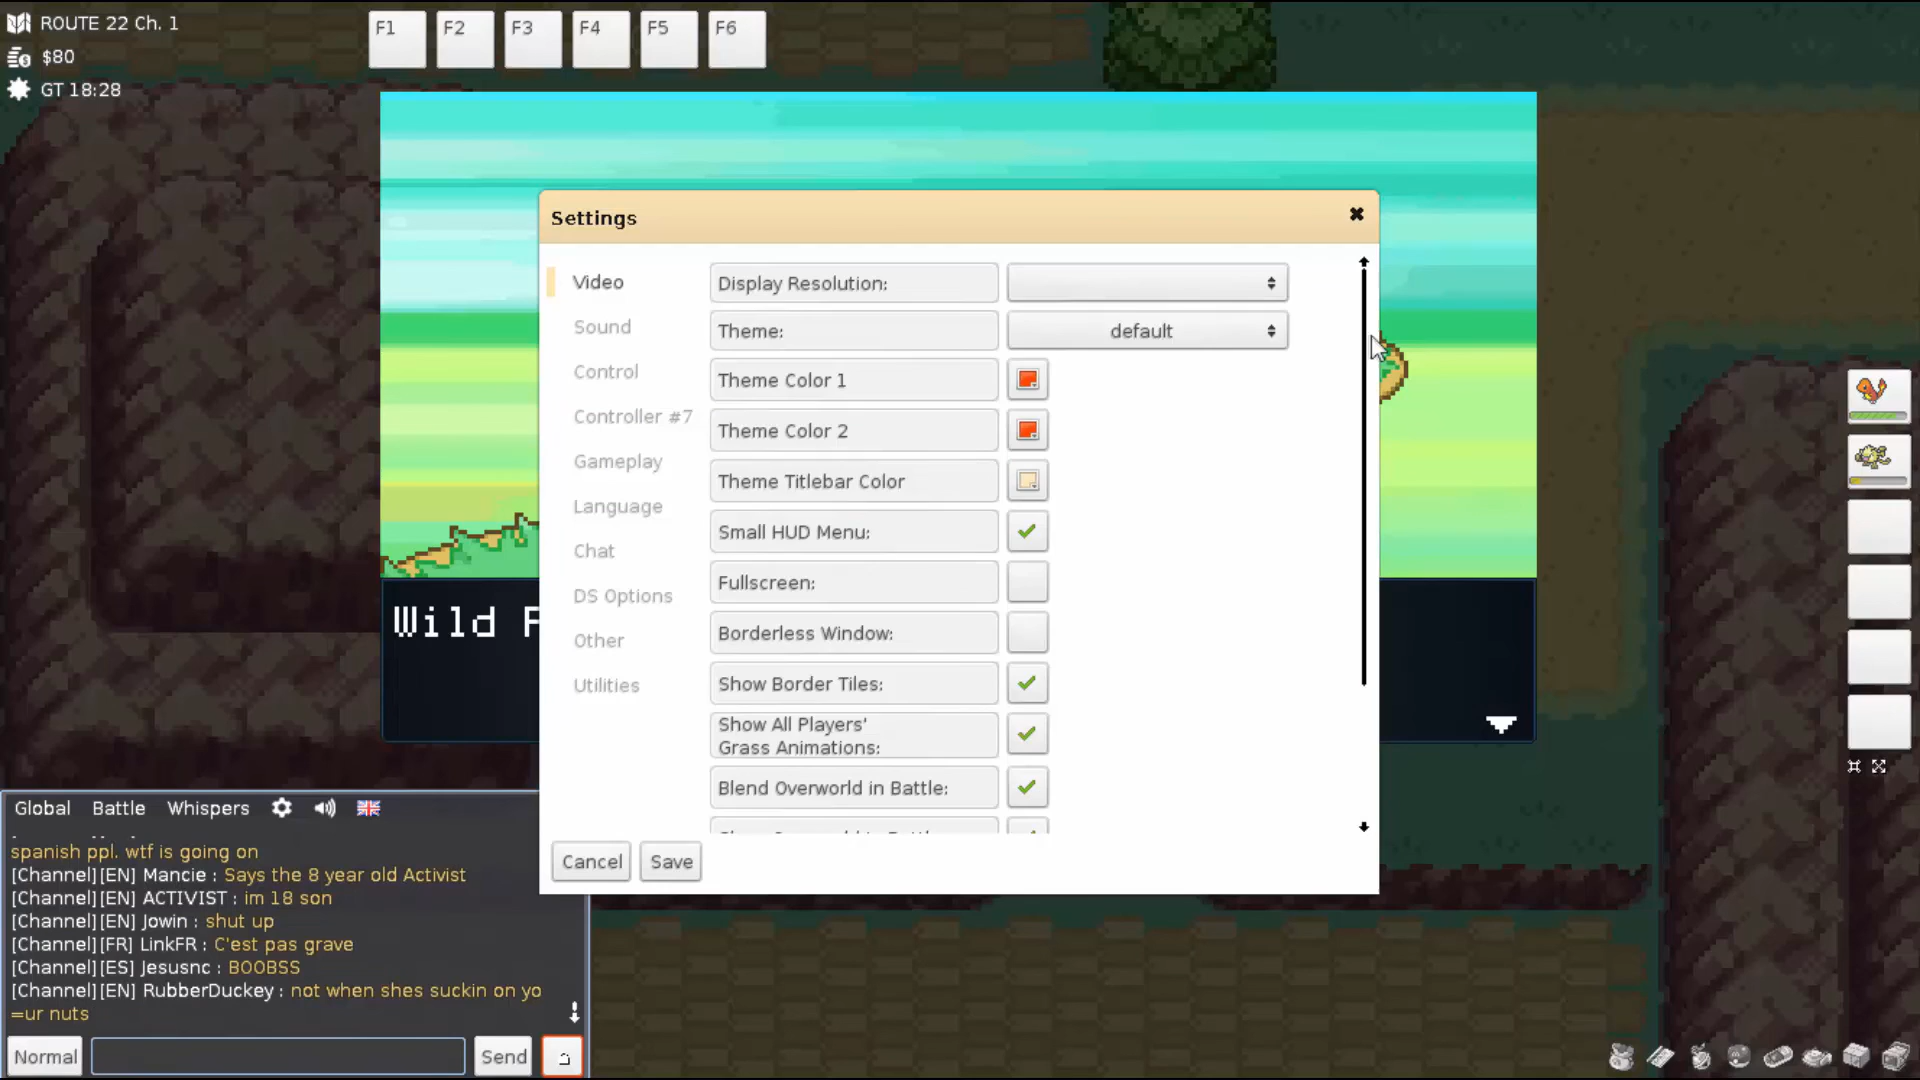 ROUTE 22 Ch. 1
$80
GT 18:28
F1
F2
F3
F4
F5
F6
Settings
Video
Sound
Control
Controller #7
Gameplay
Language
Chat
DS Options
Other
Utilities
Display Resolution:
Theme:
default
Theme Color 1
Theme Color 2
Theme Titlebar Color
Small HUD Menu:
Fullscreen:
Borderless Window:
Show Border Tiles:
Show All Players'
Grass Animations:
Blend Overworld in Battle:
Cancel
Save
Wild
Global
Battle
Whispers
spanish ppl. wtf is going on
[Channel][EN] Mancie : Says the 8 year old Activist
[Channel][EN] ACTIVIST : im 18 son
[Channel][EN] Jowin : shut up
[Channel][FR] LinkFR : C'est pas grave
[Channel][ES] Jesusnc : BOOBSS
[Channel][EN] RubberDuckey : not when shes suckin on yo
=ur nuts
Normal
Send